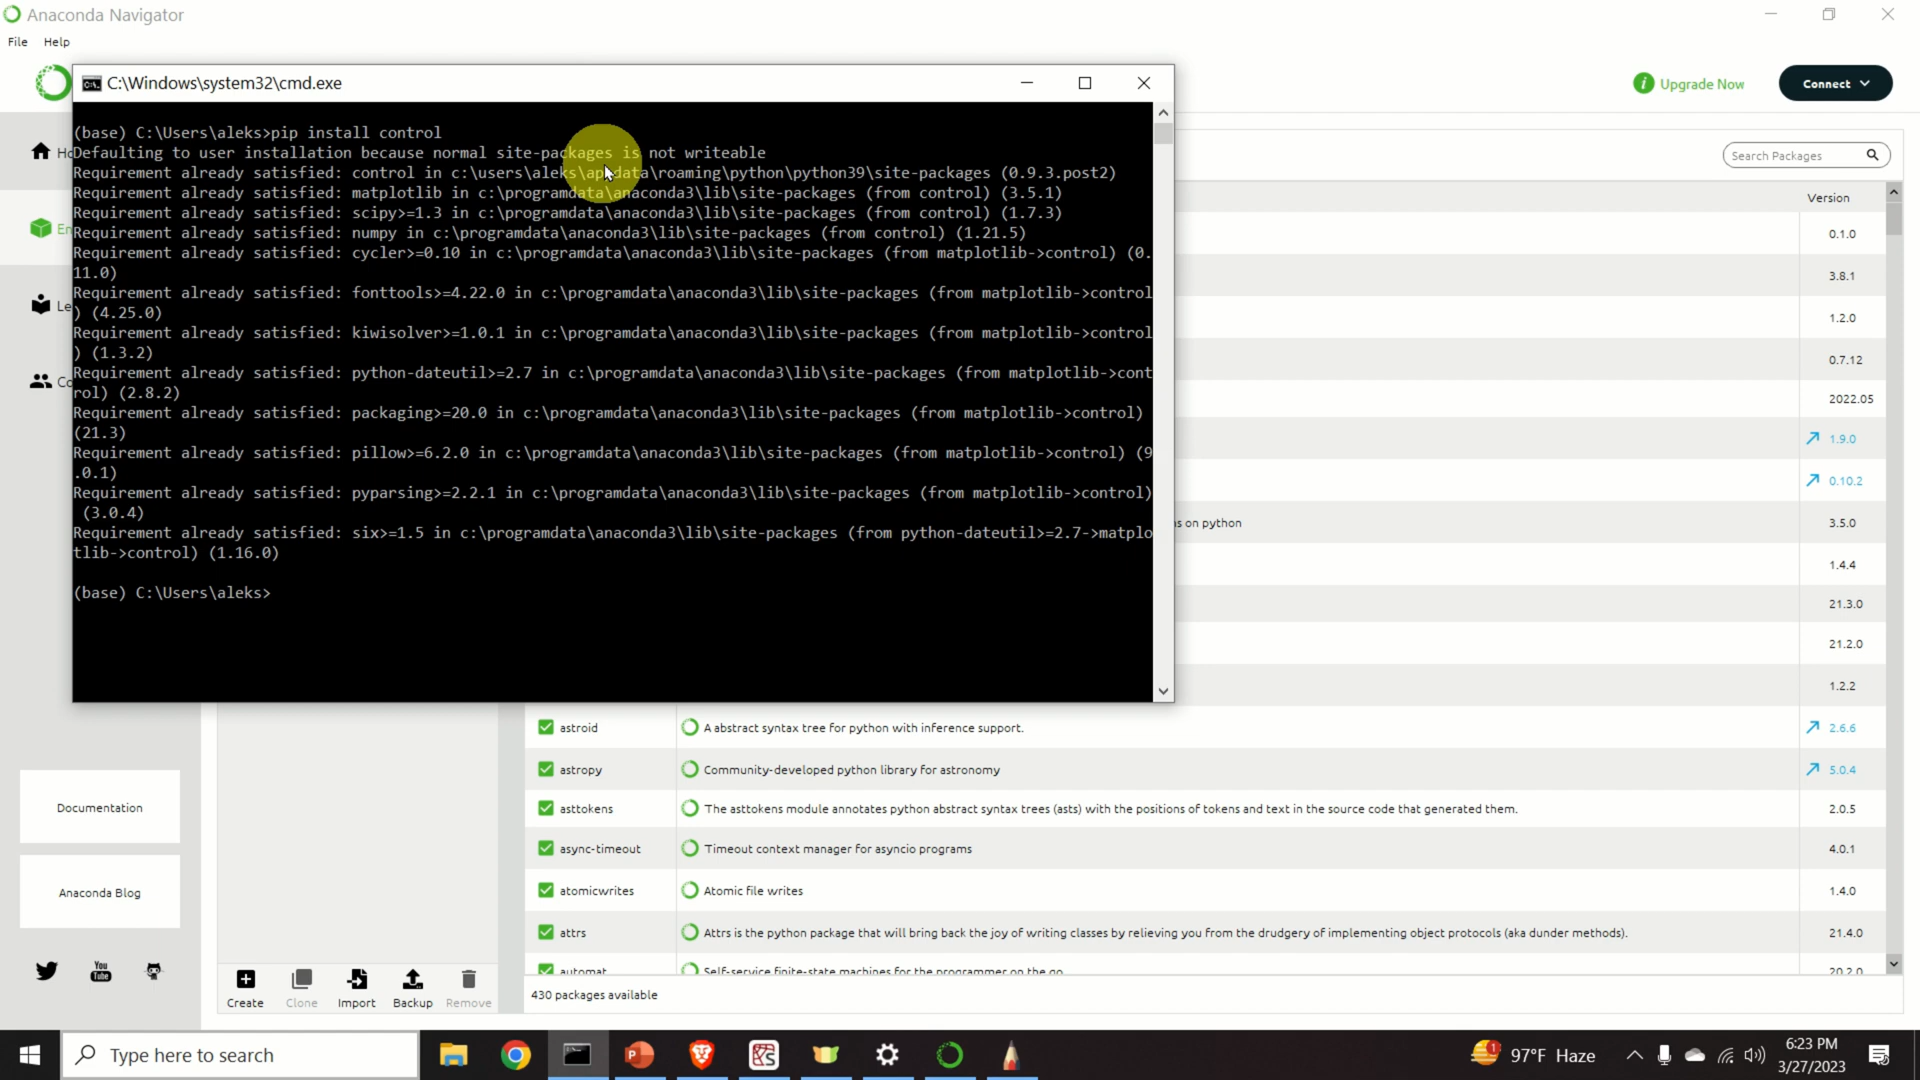 Anaconda Navigator
File Help
Upgrade Now
Connect
C:\Windows\system32\cmd.exe
(base) C:\Users\aleks>pip install control
Defaulting to user installation because normal site-packages is not writeable
Requirement already satisfied: control in c:\users\aleks\appdata\roaming\python\python39\site-packages (0.9.3.post2)
Requirement already satisfied: matplotlib in c:\programdata\anaconda3\lib\site-packages (from control) (3.5.1)
Requirement already satisfied: scipy>=1.3 in c:\programdata\anaconda3\lib\site-packages (from control) (1.7.3)
Requirement already satisfied: numpy in c:\programdata\anaconda3\lib\site-packages (from control) (1.21.5)
Requirement already satisfied: cycler>=0.10 in c:\programdata\anaconda3\lib\site-packages (from matplotlib->control) (0.
11.0)
Requirement already satisfied: fonttools>=4.22.0 in c:\programdata\anaconda3\lib\site-packages (from matplotlib->control
) (4.25.0)
Requirement already satisfied: kiwisolver>=1.0.1 in c:\programdata\anaconda3\lib\site-packages (from matplotlib->control
) (1.3.2)
Requirement already satisfied: python-dateutil>=2.7 in c:\programdata\anaconda3\lib\site-packages (from matplotlib->cont
rol) (2.8.2)
Requirement already satisfied: packaging>=20.0 in c:\programdata\anaconda3\lib\site-packages (from matplotlib->control)
(21.3)
Requirement already satisfied: pillow>=6.2.0 in c:\programdata\anaconda3\lib\site-packages (from matplotlib->control) (9
.0.1)
Requirement already satisfied: pyparsing>=2.2.1 in c:\programdata\anaconda3\lib\site-packages (from matplotlib->control)
(3.0.4)
Requirement already satisfied: six>=1.5 in c:\programdata\anaconda3\lib\site-packages (from python-dateutil>=2.7->matplo
tlib->control) (1.16.0)
(base) C:\Users\aleks>
Search Packages
Version
0.1.0
3.8.1
1.2.0
0.7.12
2022.05
1.9.0
0.10.2
s on python 3.5.0
1.4.4
21.3.0
21.2.0
1.2.2
astroid A abstract syntax tree for python with inference support. 2.6.6
astropy Community-developed python library for astronomy 5.0.4
asttokens The asttokens module annotates python abstract syntax trees (asts) with the positions of tokens and text in the source code that generated them. 2.0.5
async-timeout Timeout context manager for asyncio programs 4.0.1
atomicwrites Atomic file writes 1.4.0
attrs Attrs is the python package that will bring back the joy of writing classes by relieving you from the drudgery of implementing object protocols (aka dunder methods). 21.4.0
automat Self-service finite-state machines for the programmer on the go 20.2.0
430 packages available
Ho
En
Le
Co
Documentation
Anaconda Blog
You
Tube
Create Clone Import Backup Remove
Type here to search
97°F Haze
6:23 PM
3/27/2023